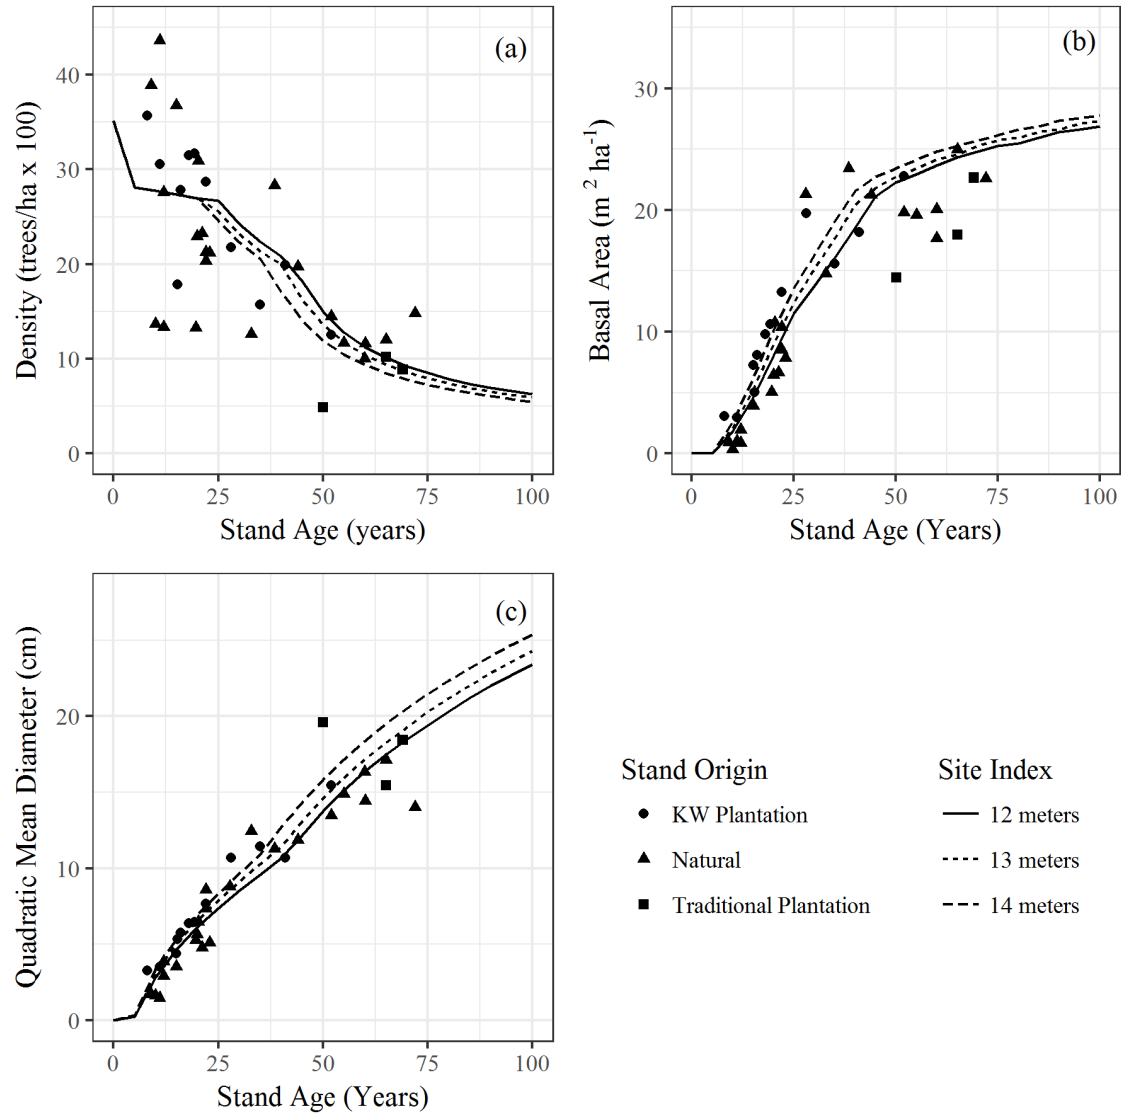 (a)
Density (trees/ha x 100)
40
30
20
10
0
0 25 50 75 100
Stand Age (years)
(b)
Basal Area (m 2 ha-1)
30
20
10
0
0 25 50 75 100
Stand Age (Years)
(c)
Quadratic Mean Diameter (cm)
20
10
0
0 25 50 75 100
Stand Age (Years)
Stand Origin
KW Plantation
Natural
Traditional Plantation
Site Index
12 meters
13 meters
14 meters